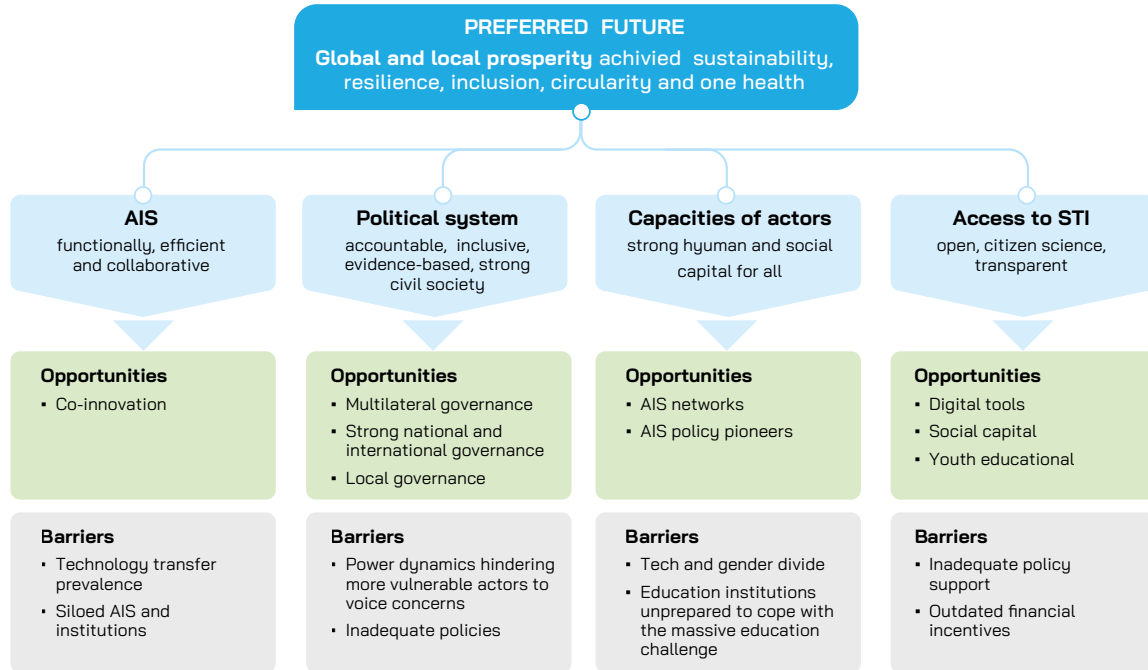 PREFERRED FUTURE
Global and local prosperity achivied sustainability,
resilience, inclusion, circularity and one health
AIS
functionally, efficient
and collaborative
Opportunities
▪ Co-innovation
Barriers
▪ Technology transfer
prevalence
▪ Siloed AIS and
institutions
Political system
accountable, inclusive,
evidence-based, strong
civil society
Opportunities
▪ Multilateral governance
▪ Strong national and
international governance
▪ Local governance
Barriers
▪ Power dynamics hindering
more vulnerable actors to
voice concerns
▪ Inadequate policies
Capacities of actors
strong hyuman and social
capital for all
Opportunities
▪ AIS networks
▪ AIS policy pioneers
Barriers
▪ Tech and gender divide
▪ Education institutions
unprepared to cope with
the massive education
challenge
Access to STI
open, citizen science,
transparent
Opportunities
▪ Digital tools
▪ Social capital
▪ Youth educational
Barriers
▪ Inadequate policy
support
▪ Outdated financial
incentives